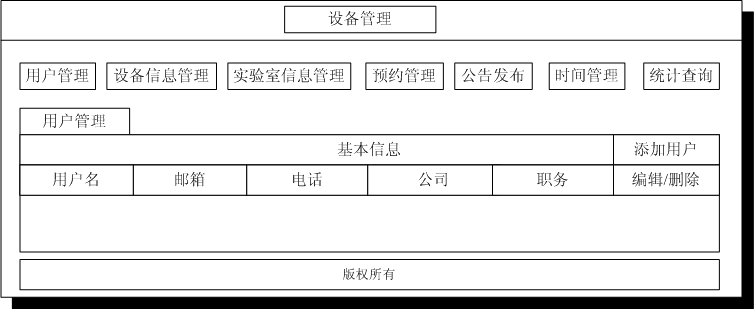 设备管理
用户管理 设备信息管理 实验室信息管理 预约管理 公告发布 时间管理 统计查询
用户管理
基本信息 添加用户
用户名 邮箱 电话 公司 职务 编辑/删除
版权所有